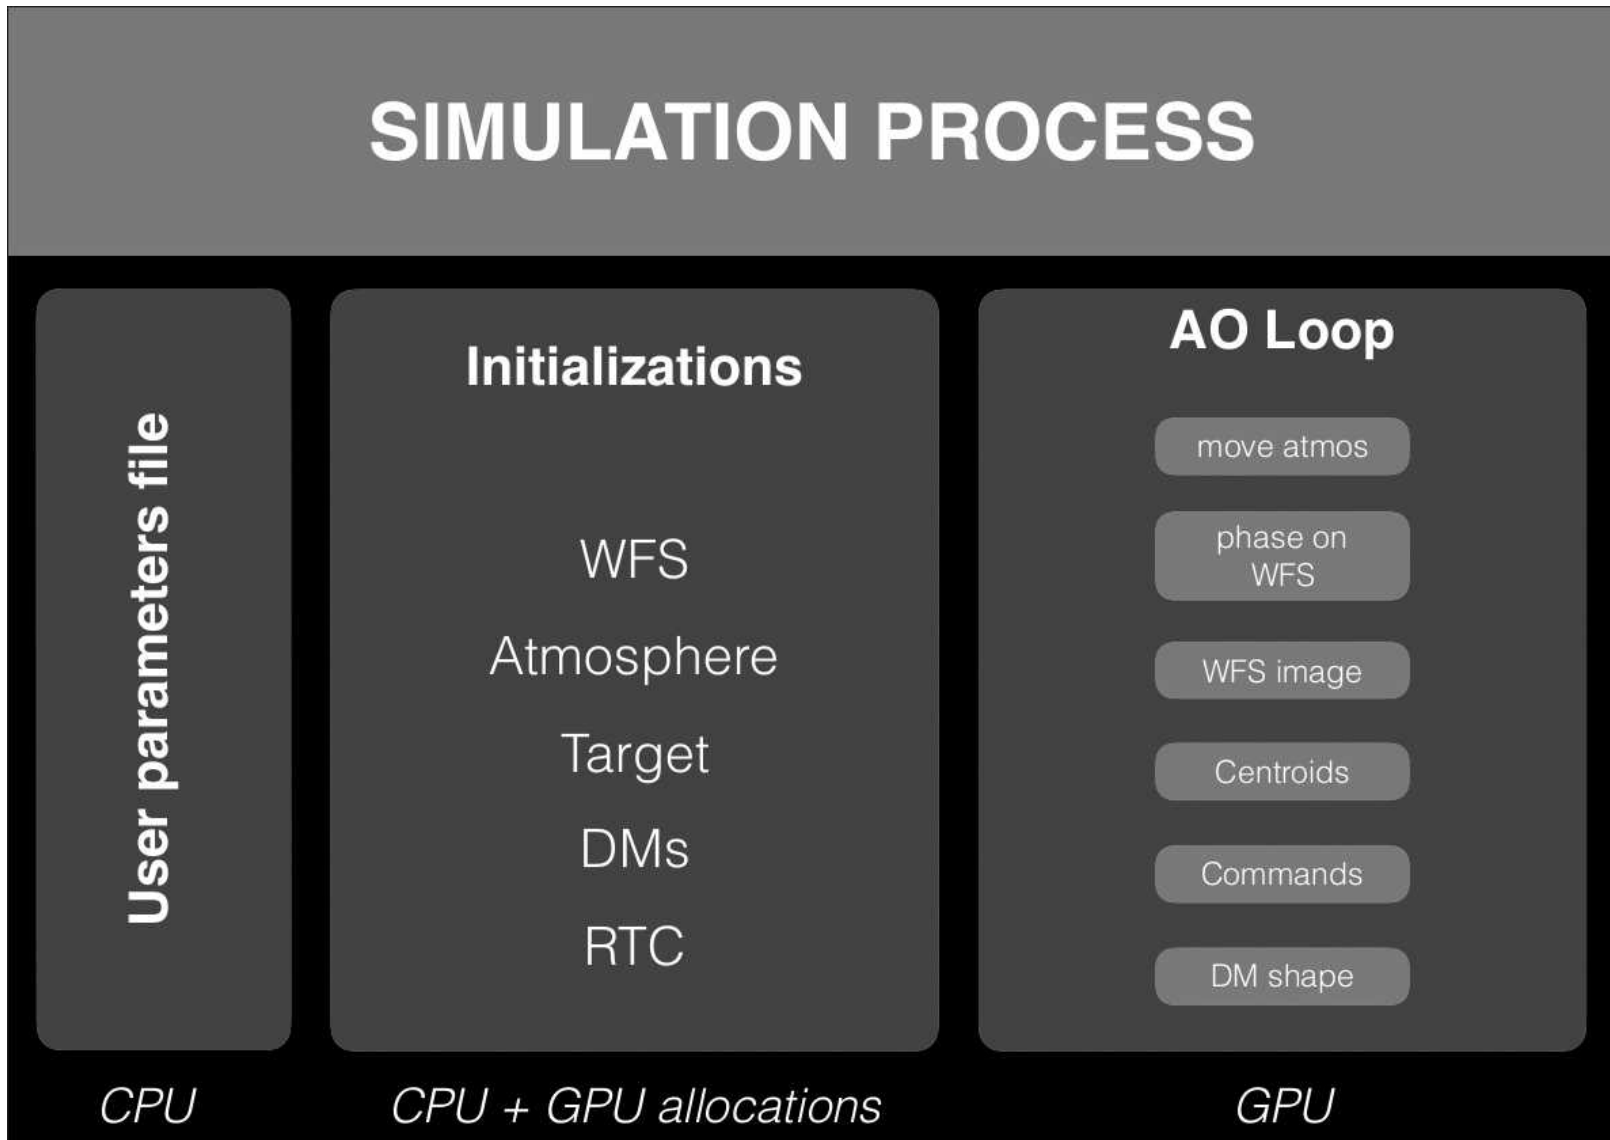 SIMULATION PROCESS
User parameters file
Initializations
WFS
Atmosphere
Target
DMs
RTC
AO Loop
move atmos
phase on
WFS
WFS image
Centroids
Commands
DM shape
CPU
CPU + GPU allocations
GPU